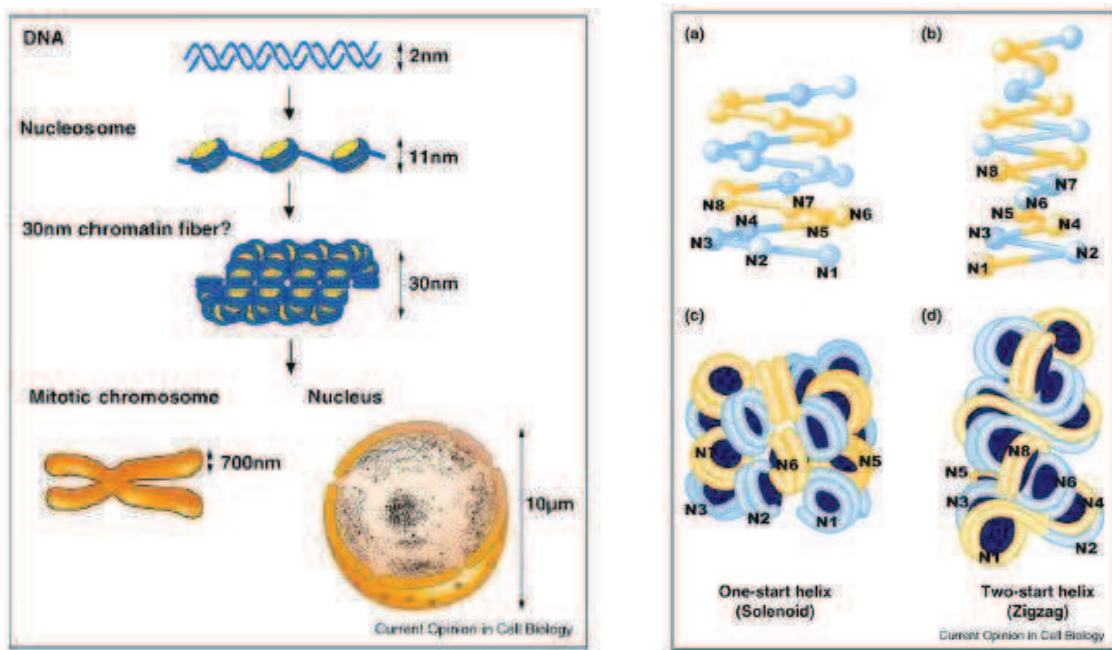 DNA
2nm
Nucleosome
11nm
30nm chromatin fiber?
30nm
Mitotic chromosome
Nucleus
700nm
10µm
Current Opinion in Cell Biology
(a)
(b)
N8
N7
N6
N4
N5
N3
N2
N1
N8
N7
N6
N5
N4
N3
N2
N1
(c)
(d)
N7
N6
N5
N3
N2
N1
N8
N5
N6
N3
N4
N1
N2
One-start helix
(Solenoid)
Two-start helix
(Zigzag)
Current Opinion in Cell Biology